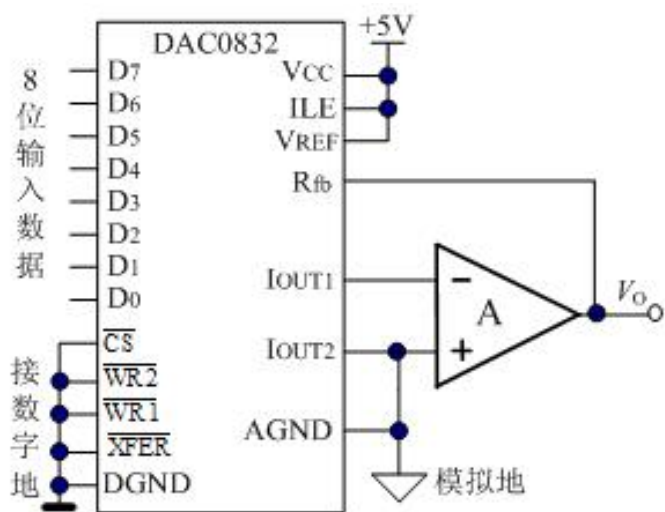 +5V
DAC0832
8位输入数据
D7
D6
D5
D4
D3
D2
D1
D0
VCC
ILE
VREF
Rfb
IOUT1
IOUT2
AGND
-
+
A
VO
接数字地
CS
WR2
WR1
XFER
DGND
模拟地